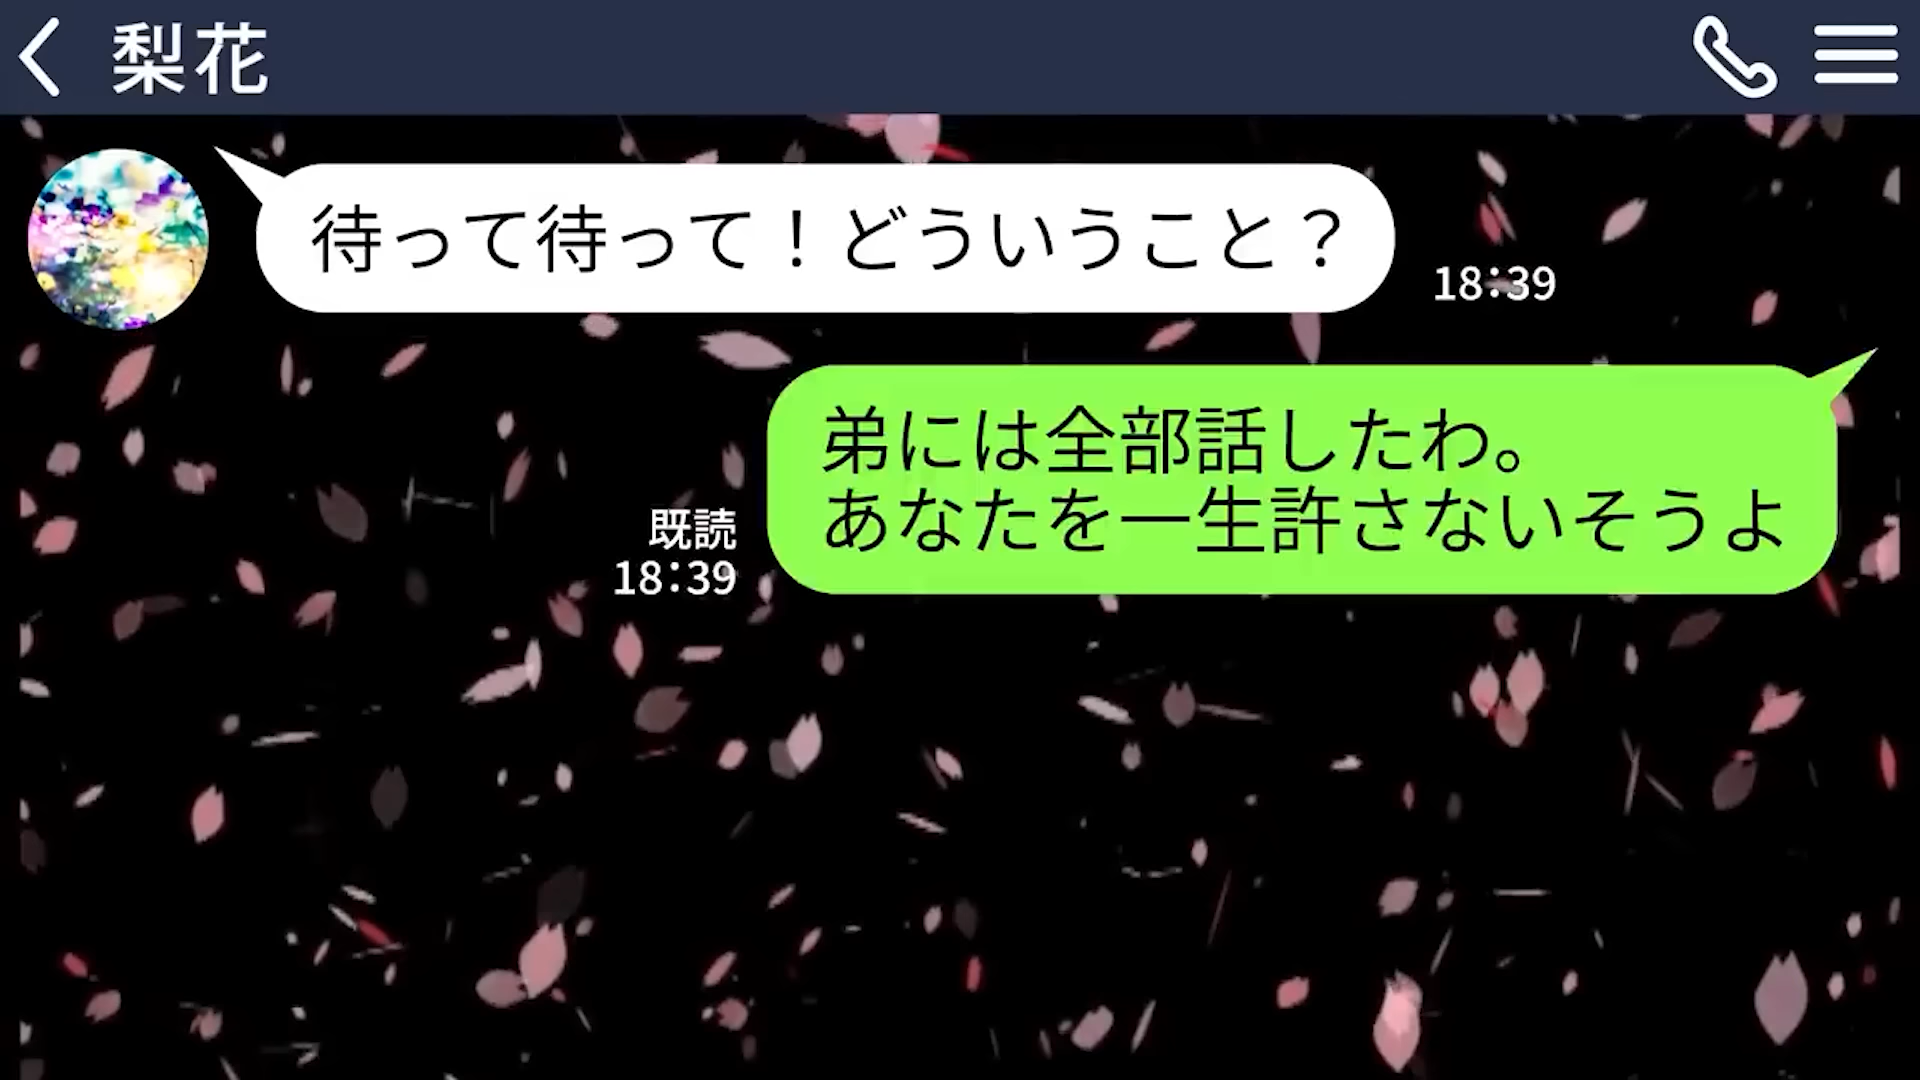 梨花
待って待って！どういうこと？
18:39
弟には全部話したわ。
あなたを一生許さないそうよ
既読
18:39